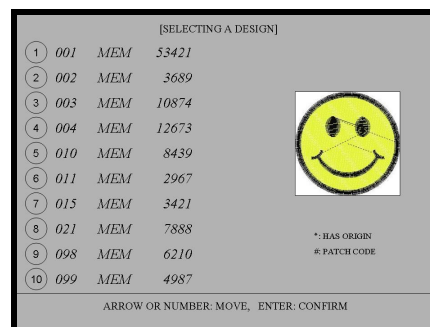 [SELECTING A DESIGN]
1 001 MEM 53421
2 002 MEM 3689
3 003 MEM 10874
4 004 MEM 12673
5 010 MEM 8439
6 011 MEM 2967
7 015 MEM 3421
8 021 MEM 7888
9 098 MEM 6210
10 099 MEM 4987
*: HAS ORIGIN
#: PATCH CODE
ARROW OR NUMBER: MOVE, ENTER: CONFIRM